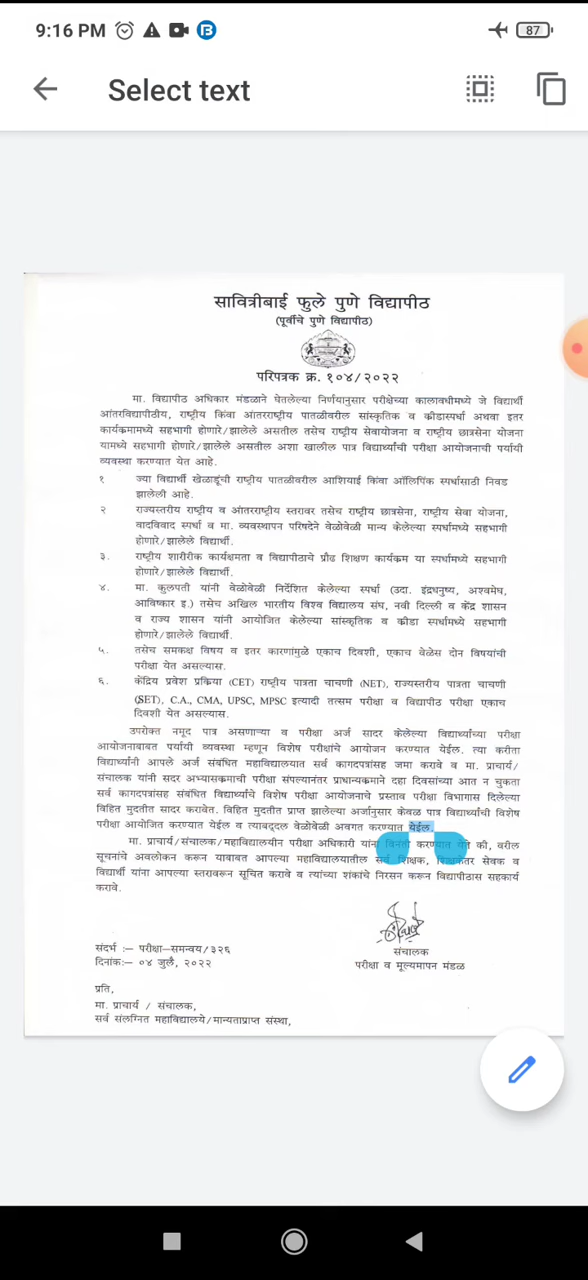 9:16 PM
87
Select text
सावित्रीबाई फुले पुणे विद्यापीठ
(पूर्वीचे पुणे विद्यापीठ)
परिपत्रक क्र. १०४/२०२२
मा. विद्यापीठ अधिकार मंडळाने घेतलेल्या निर्णयानुसार परीक्षेच्या कालावधीमध्ये जे विद्यार्थी
आंतरविद्यापीठीय, राष्ट्रीय किंवा आंतरराष्ट्रीय पातळीवरील सांस्कृतिक व क्रीडास्पर्धा अथवा इतर
कार्यक्रमामध्ये सहभागी होणारे/झालेले असतील तसेच राष्ट्रीय सेवायोजना व राष्ट्रीय छात्रसेना योजना
यामध्ये सहभागी होणारे/झालेले असतील अशा खालील पात्र विद्यार्थ्यांची परीक्षा आयोजनाची पर्यायी
व्यवस्था करण्यात येत आहे.
१ ज्या विद्यार्थी खेळाडूंची राष्ट्रीय पातळीवरील आशियाई किंवा ऑलिंपिक स्पर्धासाठी निवड
झालेली आहे.
२ राज्यस्तरीय राष्ट्रीय व आंतरराष्ट्रीय स्तरावर तसेच राष्ट्रीय छात्रसेना, राष्ट्रीय सेवा योजना,
वादविवाद स्पर्धा व मा. व्यवस्थापन परिषदेने वेळोवेळी मान्य केलेल्या स्पर्धामध्ये सहभागी
होणारे/झालेले विद्यार्थी.
३. राष्ट्रीय शारीरीक कार्यक्षमता व विद्यापीठाचे प्रौढ शिक्षण कार्यक्रम या स्पर्धामध्ये सहभागी
होणारे/झालेले विद्यार्थी.
४. मा. कुलपती यांनी वेळोवेळी निर्देशित केलेल्या स्पर्धा (उदा. इंद्रधनुष्य, अश्वमेघ,
आविष्कार इ.) तसेच अखिल भारतीय विश्व विद्यालय संघ, नवी दिल्ली व केंद्र शासन
व राज्य शासन यांनी आयोजित केलेल्या सांस्कृतिक व क्रीडा स्पर्धामध्ये सहभागी
होणारे/झालेले विद्यार्थी.
५. तसेच समकक्ष विषय व इतर कारणांमुळे एकाच दिवशी, एकाच वेळेस दोन विषयांची
परीक्षा येत असल्यास.
६. केंद्रिय प्रवेश प्रक्रिया (CET) राष्ट्रीय पात्रता चाचणी (NET), राज्यस्तरीय पात्रता चाचणी
(SET), C.A., CMA, UPSC, MPSC इत्यादी तत्सम परीक्षा व विद्यापीठ परीक्षा एकाच
दिवशी येत असल्यास.
उपरोक्त नमूद पात्र असणाऱ्या व परीक्षा अर्ज सादर केलेल्या विद्यार्थ्यांच्या परीक्षा
आयोजनाबाबत पर्यायी व्यवस्था म्हणून विशेष परीक्षांचे आयोजन करण्यात येईल. त्या करीता
विद्यार्थ्यांनी आपले अर्ज संबंधित महाविद्यालयात सर्व कागदपत्रांसह जमा करावे व मा. प्राचार्य/
संचालक यांनी सदर अभ्यासक्रमाची परीक्षा संपल्यानंतर प्राधान्यक्रमाने दहा दिवसांच्या आत न चुकता
सर्व कागदपत्रांसह संबंधित विद्यार्थ्यांचे विशेष परीक्षा आयोजनाचे प्रस्ताव परीक्षा विभागास दिलेल्या
विहित मुदतीत सादर करावेत. विहित मुदतीत प्राप्त झालेल्या अर्जानुसार केवळ पात्र विद्यार्थ्यांची विशेष
परीक्षा आयोजित करण्यात येईल व त्याबद्दल वेळोवेळी अवगत करण्यात येईल.
मा. प्राचार्य/संचालक/महाविद्यालयीन परीक्षा अधिकारी यांना विनंती करण्यात येते की, वरील
सूचनांचे अवलोकन करून याबाबत आपल्या महाविद्यालयातील सर्व शिक्षक, शिक्षकेतर सेवक व
विद्यार्थी यांना आपल्या स्तरावरून सूचित करावे व त्यांच्या शंकांचे निरसन करून विद्यापीठास सहकार्य
करावे.
संचालक
परीक्षा व मूल्यमापन मंडळ
संदर्भ :— परीक्षा—समन्वय/३२६
दिनांक:— ०४ जुलै, २०२२
प्रति,
मा. प्राचार्य / संचालक,
सर्व संलग्नित महाविद्यालये/मान्यताप्राप्त संस्था,